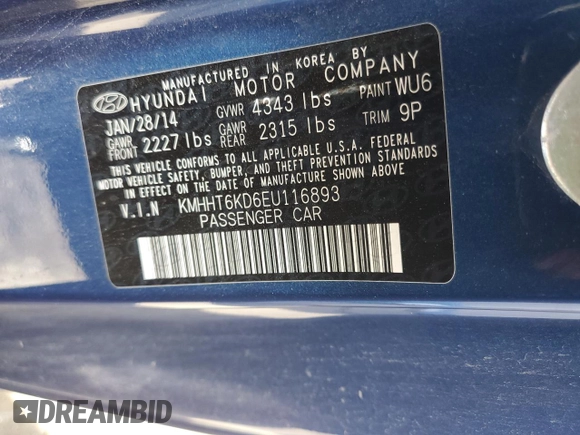 MANUFACTURED IN KOREA BY
HYUNDAI MOTOR COMPANY
JAN/28/14 GVWR 4343 lbs PAINT WU6
GAWR FRONT 2227 lbs GAWR REAR 2315 lbs TRIM 9P
THIS VEHICLE CONFORMS TO ALL APPLICABLE U.S.A. FEDERAL
MOTOR VEHICLE SAFETY, BUMPER, AND THEFT PREVENTION STANDARDS
IN EFFECT ON THE DATE OF MANUFACTURE SHOWN ABOVE
V.I.N KMHHT6KD6EU116893
PASSENGER CAR
DREAMBID